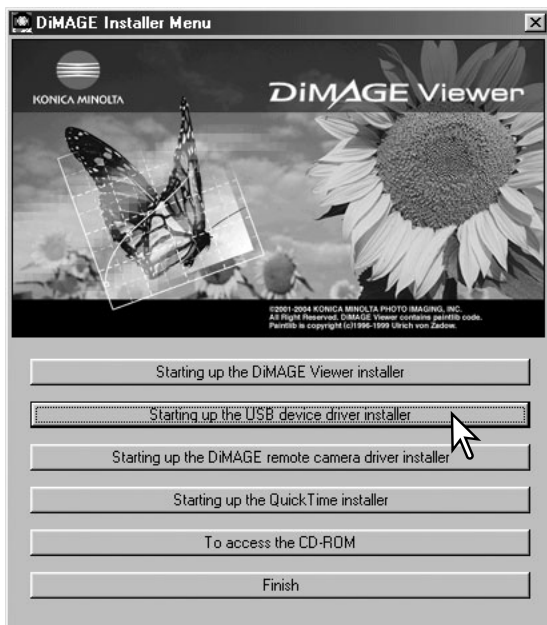 DiMAGE Installer Menu
KONICA MINOLTA
DiMAGE Viewer
©2001-2004 KONICA MINOLTA PHOTO IMAGING, INC.
All Right Reserved. DiMAGE Viewer contains paintlib code.
Paintlib is copyright (c)1996-1999 Ulrich von Zadow.
Starting up the DiMAGE Viewer installer
Starting up the USB device driver installer
Starting up the DiMAGE remote camera driver installer
Starting up the QuickTime installer
To access the CD-ROM
Finish